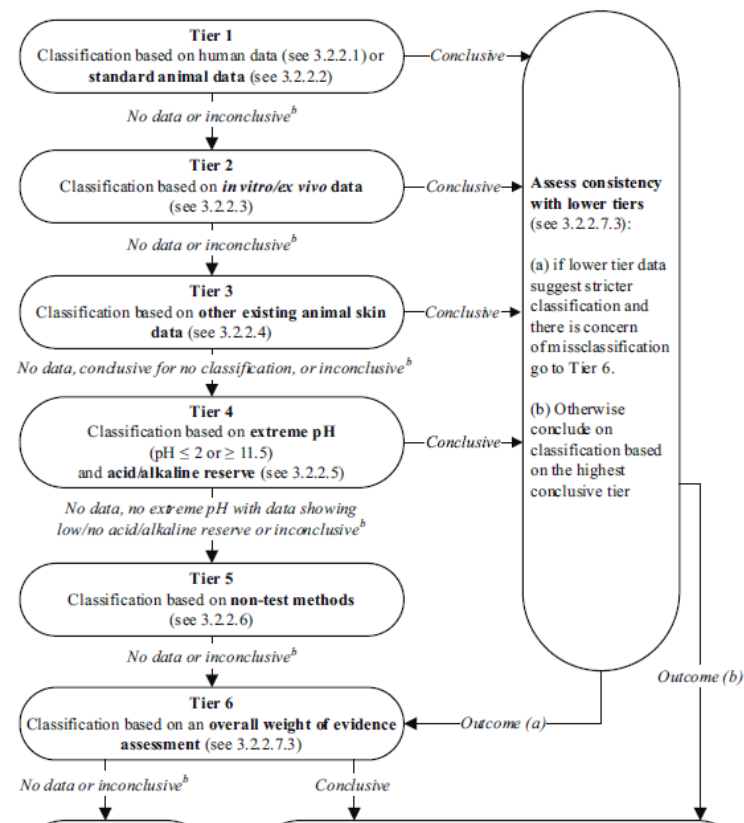 Tier 1
Classification based on human data (see 3.2.2.1) or
standard animal data (see 3.2.2.2)
Conclusive
No data or inconclusive^b
Tier 2
Classification based on in vitro/ex vivo data
(see 3.2.2.3)
Conclusive
No data or inconclusive^b
Tier 3
Classification based on other existing animal skin
data (see 3.2.2.4)
Conclusive
No data, conclusive for no classification, or inconclusive^b
Tier 4
Classification based on extreme pH
(pH ≤ 2 or ≥ 11.5)
and acid/alkaline reserve (see 3.2.2.5)
Conclusive
No data, no extreme pH with data showing
low/no acid/alkaline reserve or inconclusive^b
Tier 5
Classification based on non-test methods
(see 3.2.2.6)
No data or inconclusive^b
Tier 6
Classification based on an overall weight of evidence
assessment (see 3.2.2.7.3)
No data or inconclusive^b
Conclusive
Assess consistency
with lower tiers
(see 3.2.2.7.3):
(a) if lower tier data
suggest stricter
classification and
there is concern
of missclassification
go to Tier 6.
(b) Otherwise
conclude on
classification based
on the highest
conclusive tier
Outcome (a)
Outcome (b)